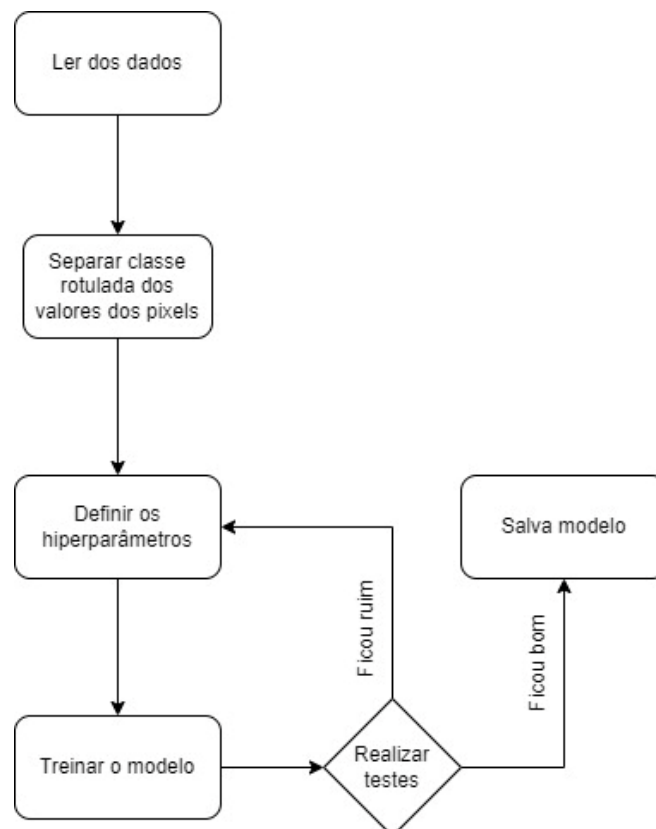 Ler dos dados
Separar classe
rotulada dos
valores dos pixels
Definir os
hiperparâmetros
Salva modelo
Ficou ruim
Ficou bom
Treinar o modelo
Realizar
testes